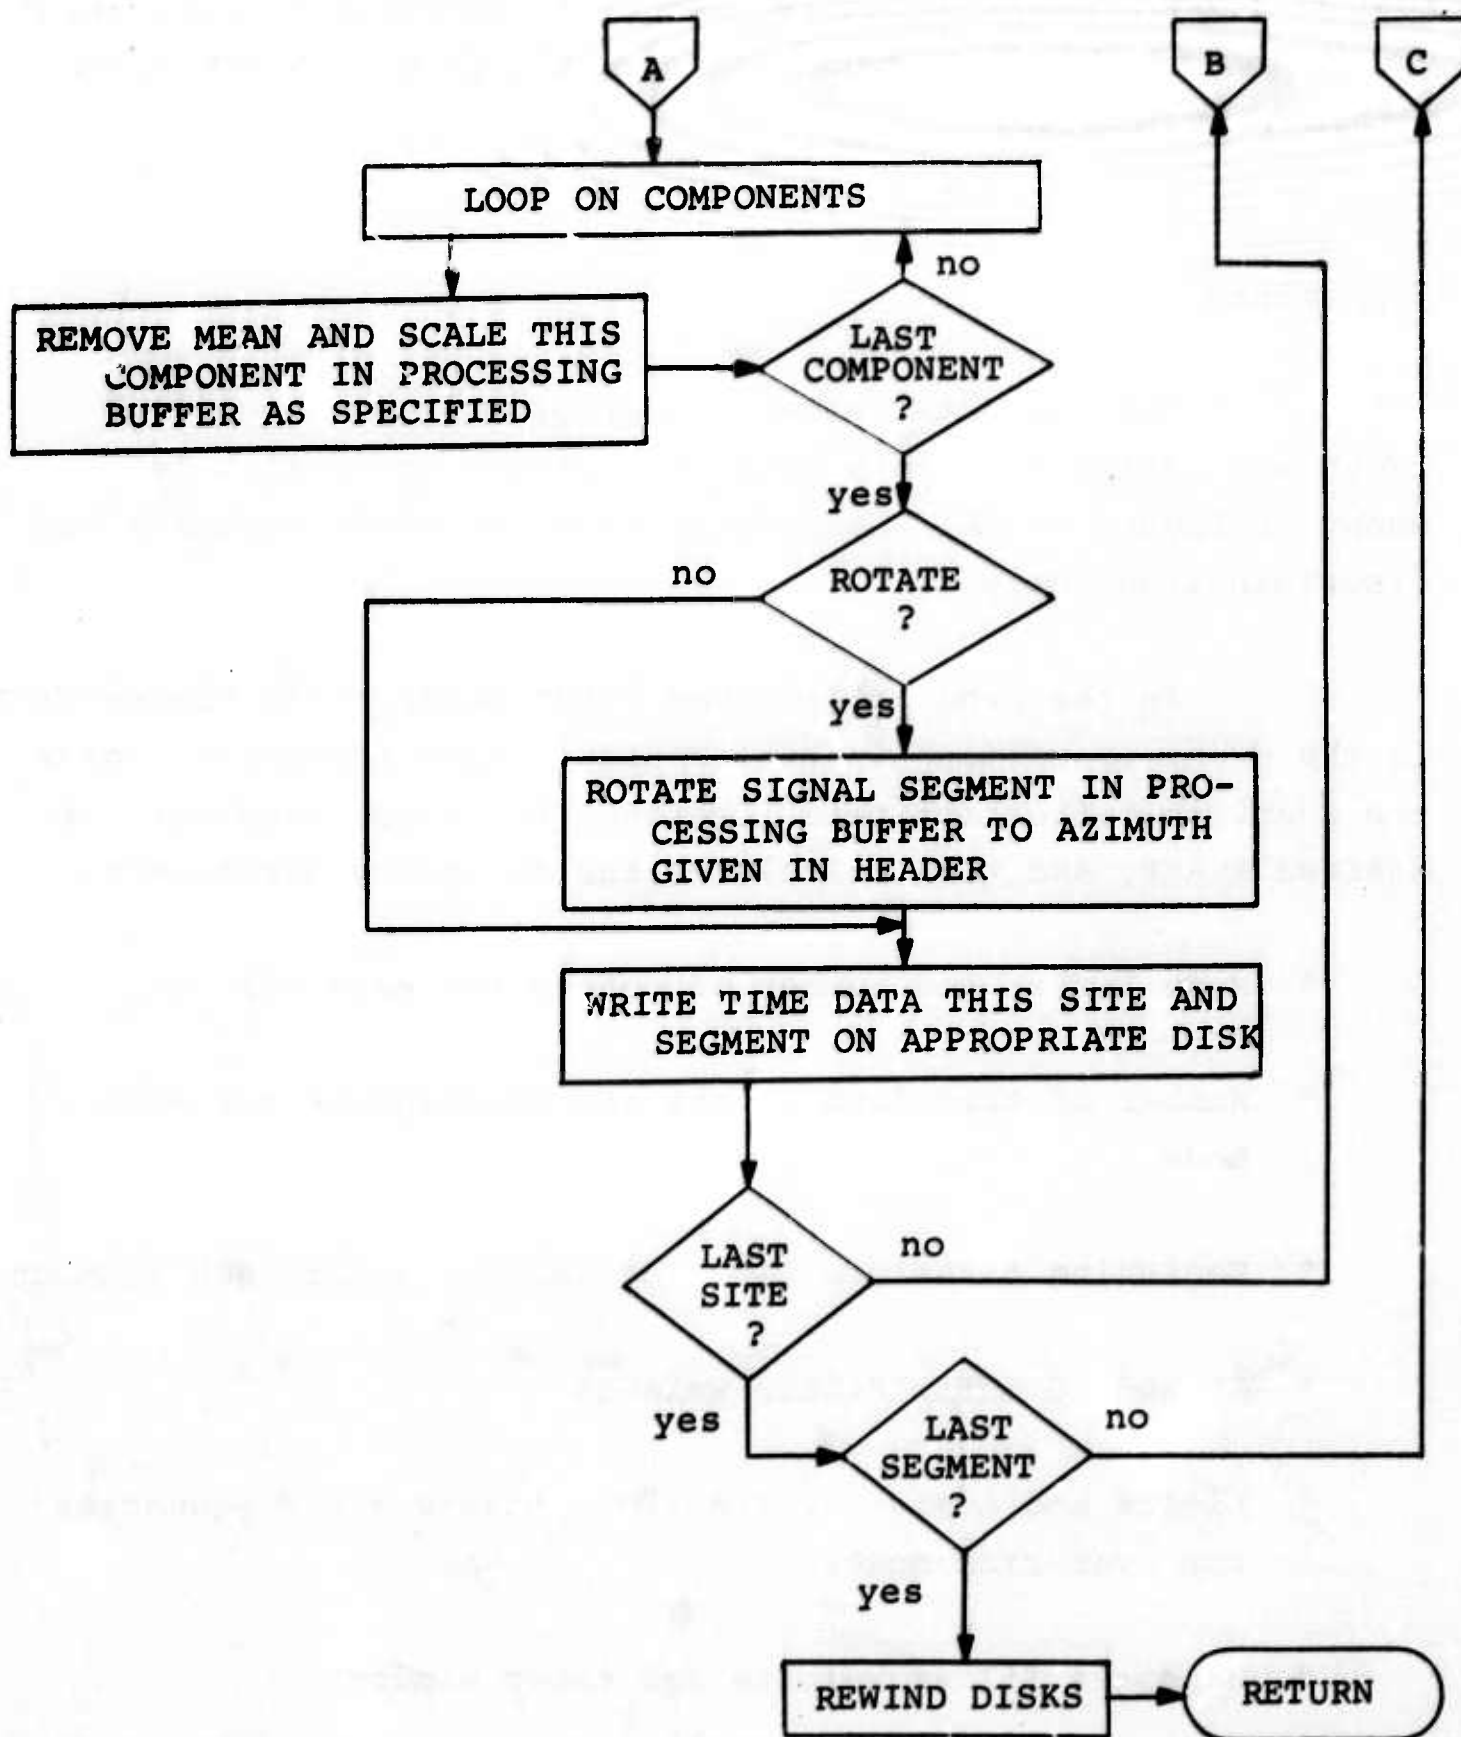 A
B
C
LOOP ON COMPONENTS
no
REMOVE MEAN AND SCALE THIS
COMPONENT IN PROCESSING
BUFFER AS SPECIFIED
LAST
COMPONENT
?
yes
no
ROTATE
?
yes
ROTATE SIGNAL SEGMENT IN PRO-
CESSING BUFFER TO AZIMUTH
GIVEN IN HEADER
WRITE TIME DATA THIS SITE AND
SEGMENT ON APPROPRIATE DISK
LAST
SITE
?
no
yes
LAST
SEGMENT
?
no
yes
REWIND DISKS
RETURN